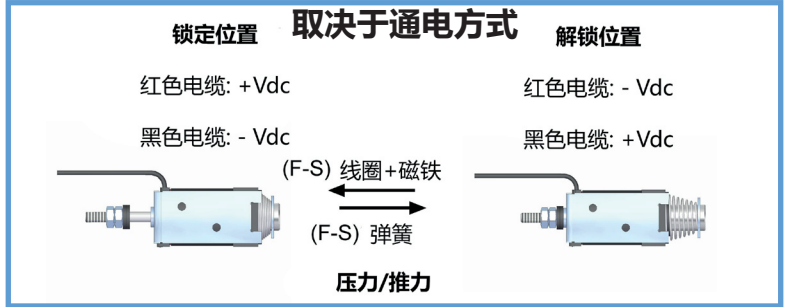 取决于通电方式
锁定位置
红色电缆: +Vdc
黑色电缆: - Vdc
解锁位置
红色电缆: - Vdc
黑色电缆: +Vdc
(F-S) 线圈+磁铁
(F-S) 弹簧
压力/推力